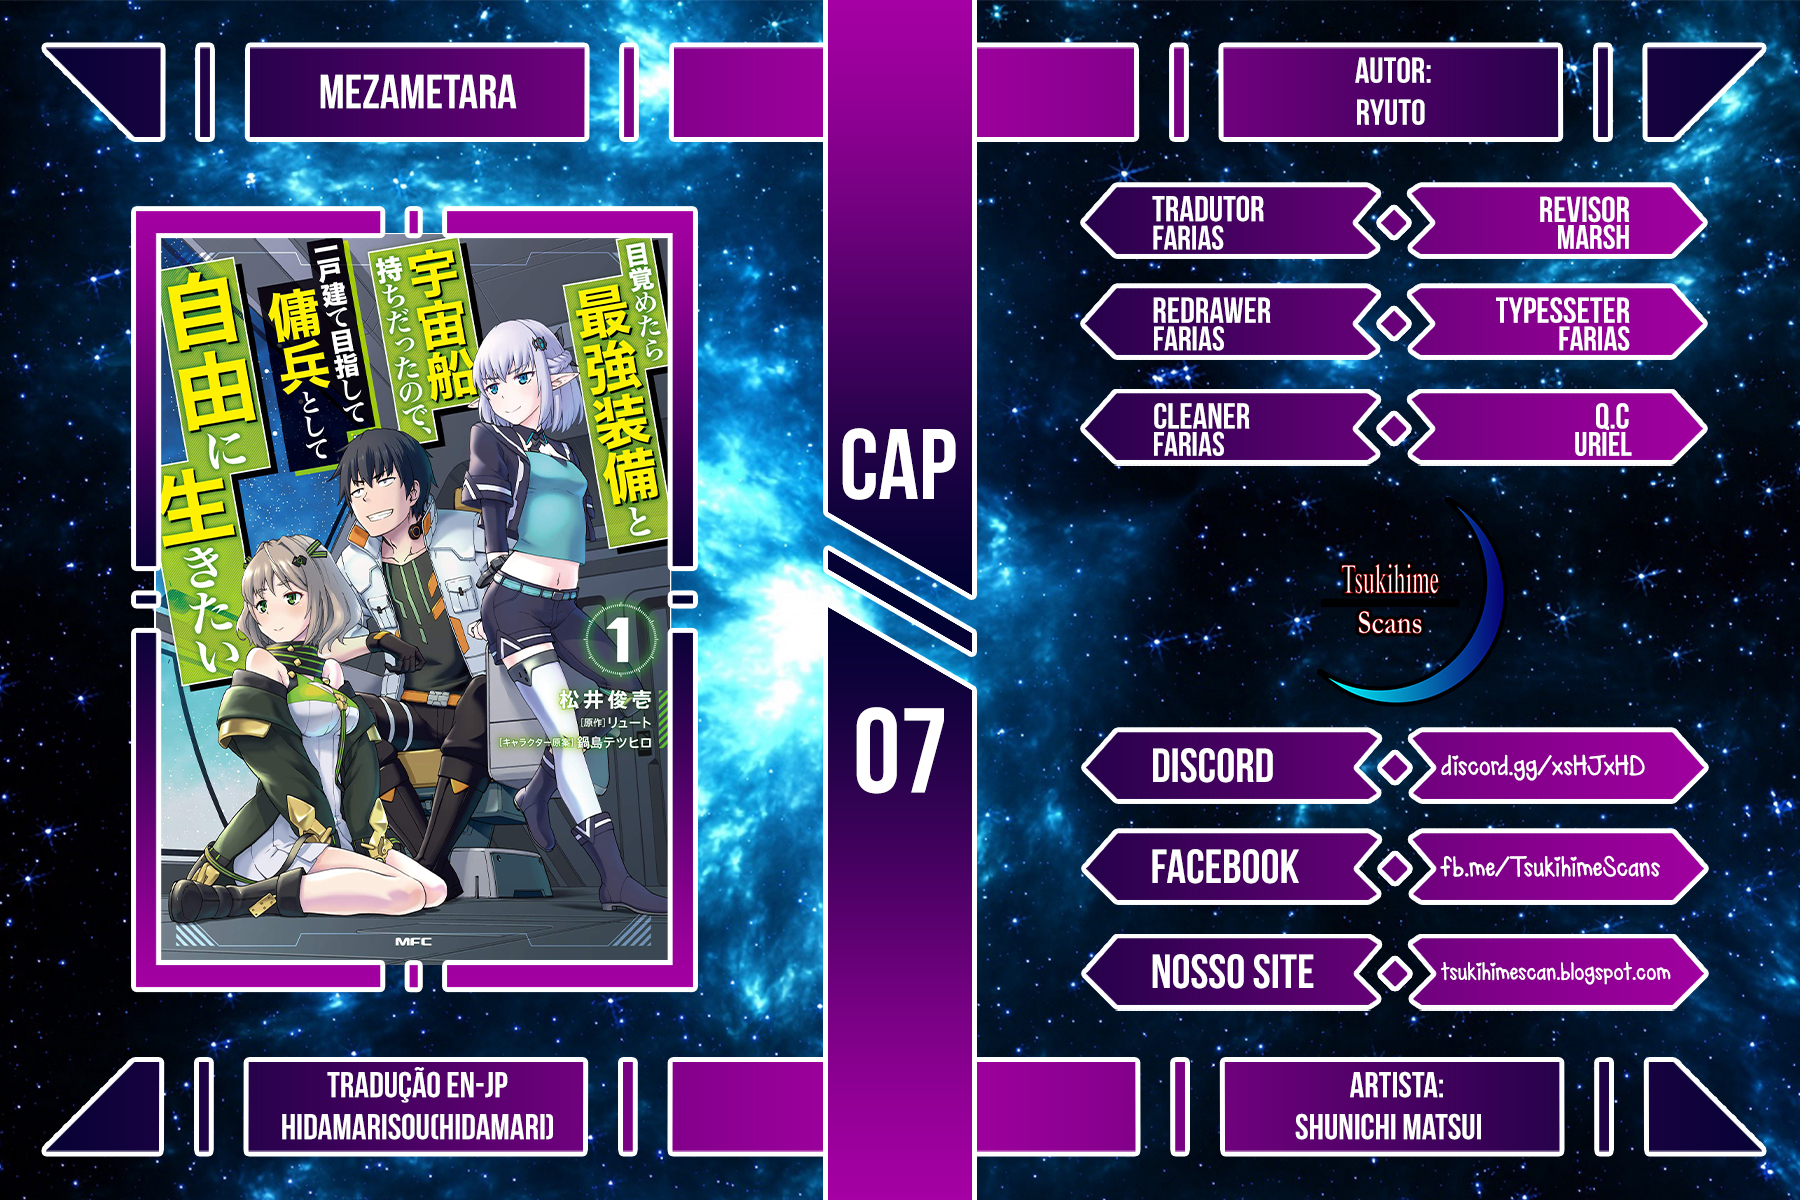 MEZAMETARA
目覚めたら
最強装備と
宇宙船
持ちだったので、
一戸建て目指して
傭兵として
自由に
生きたい
1
松井俊壱
[原作]リュート
[キャラクター原案]鍋島テツヒロ
MFC
TRADUÇÃO EN-JP
HIDAMARISOU(HIDAMARI)
CAP
07
AUTOR:
RYUTO
TRADUTOR
FARIAS
REVISOR
MARSH
REDRAWER
FARIAS
TYPESSETER
FARIAS
CLEANER
FARIAS
Q.C
URIEL
Tsukihime
Scans
DISCORD
discord.gg/xsHJxHD
FACEBOOK
fb.me/TsukihimeScans
NOSSO SITE
tsukihimescan.blogspot.com
ARTISTA:
SHUNICHI MATSUI